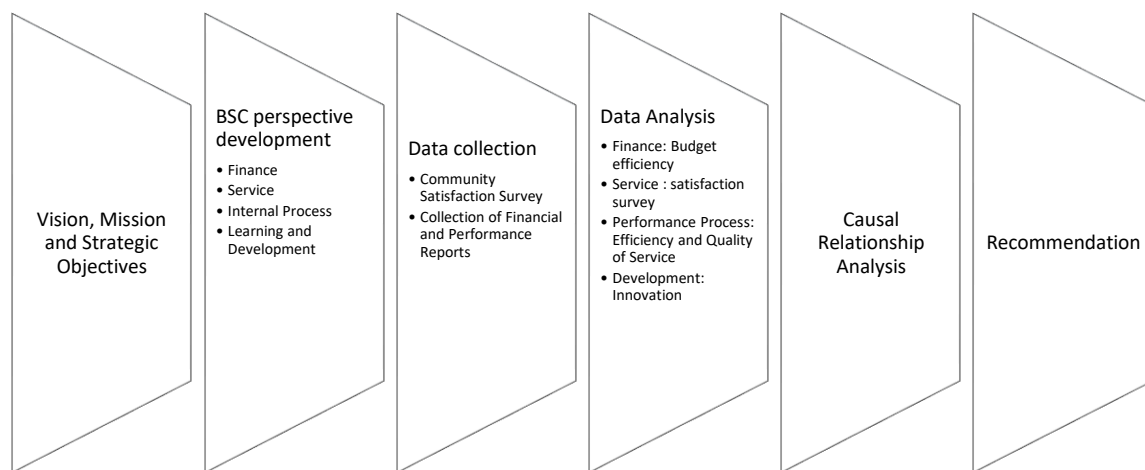 Vision, Mission
and Strategic
Objectives
BSC perspective
development
• Finance
• Service
• Internal Process
• Learning and
Development
Data collection
• Community
Satisfaction Survey
• Collection of Financial
and Performance
Reports
Data Analysis
• Finance: Budget
efficiency
• Service : satisfaction
survey
• Performance Process:
Efficiency and Quality
of Service
• Development:
Innovation
Causal
Relationship
Analysis
Recommendation